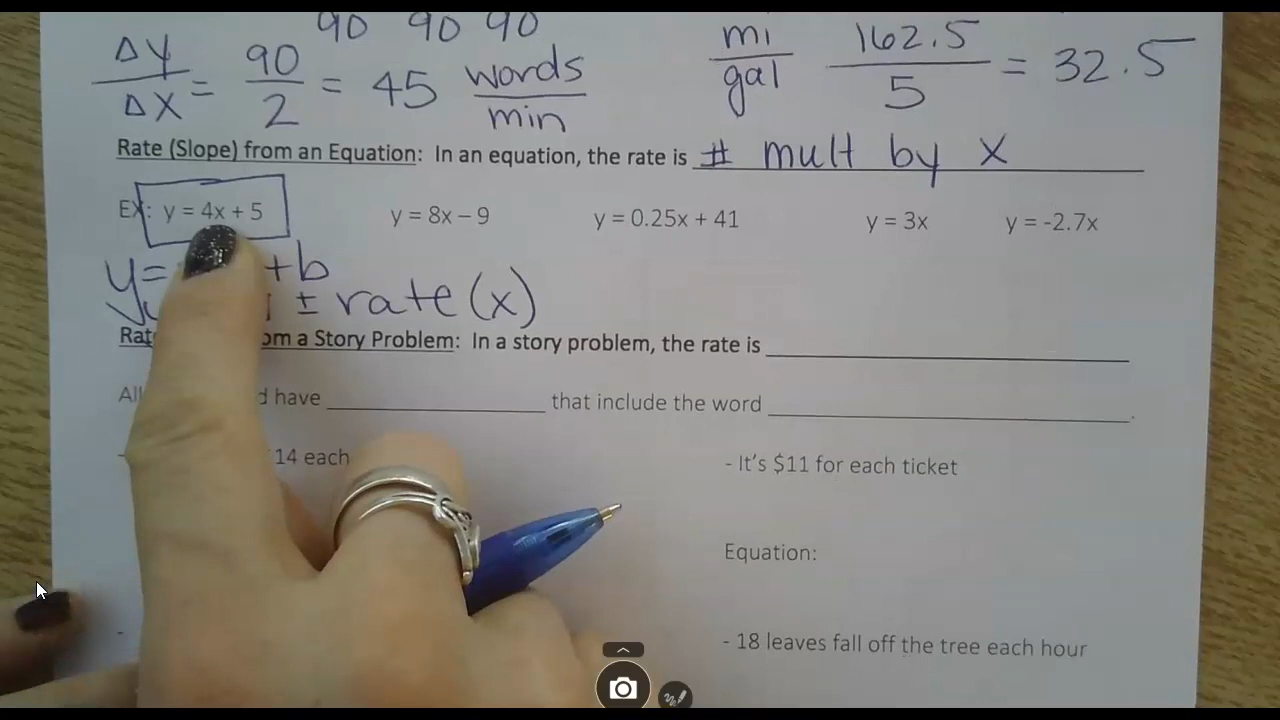 90 90 90
Δy/Δx = 90/2 = 45 words/min
mi/gal 162.5/5 = 32.5
Rate (Slope) from an Equation: In an equation, the rate is # mult by x
EX: y = 4x + 5 y = 8x – 9 y = 0.25x + 41 y = 3x y = -2.7x
y= +b
± rate (x)
from a Story Problem: In a story problem, the rate is
All have that include the word
14 each - It's $11 for each ticket
Equation:
- - 18 leaves fall off the tree each hour